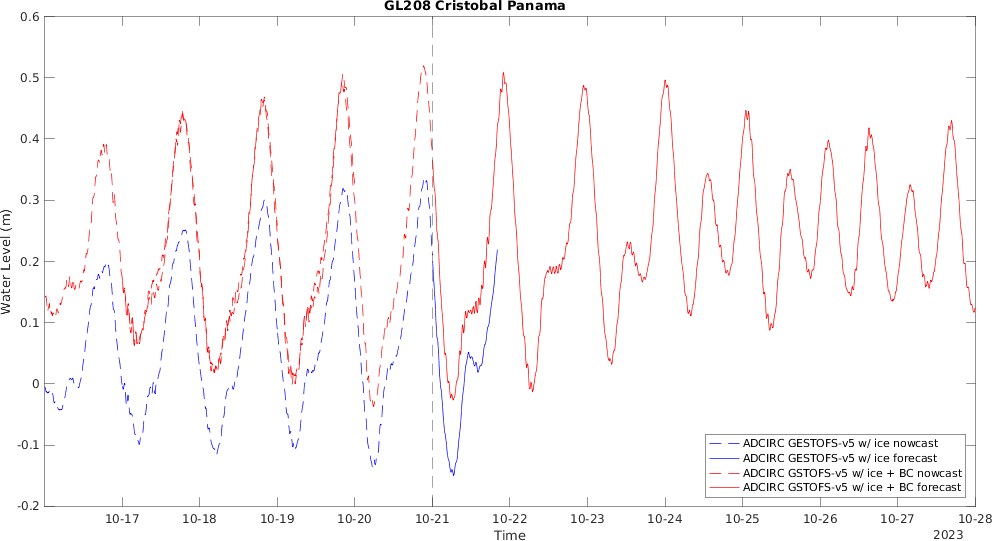 GL208 Cristobal Panama
0.6
0.5
0.4
0.3
0.2
0.1
0
-0.1
-0.2
Water Level (m)
10-17 10-18 10-19 10-20 10-21 10-22 10-23 10-24 10-25 10-26 10-27 10-28
Time
2023
ADCIRC GESTOFS-v5 w/ ice nowcast
ADCIRC GESTOFS-v5 w/ ice forecast
ADCIRC GSTOFS-v5 w/ ice + BC nowcast
ADCIRC GSTOFS-v5 w/ ice + BC forecast